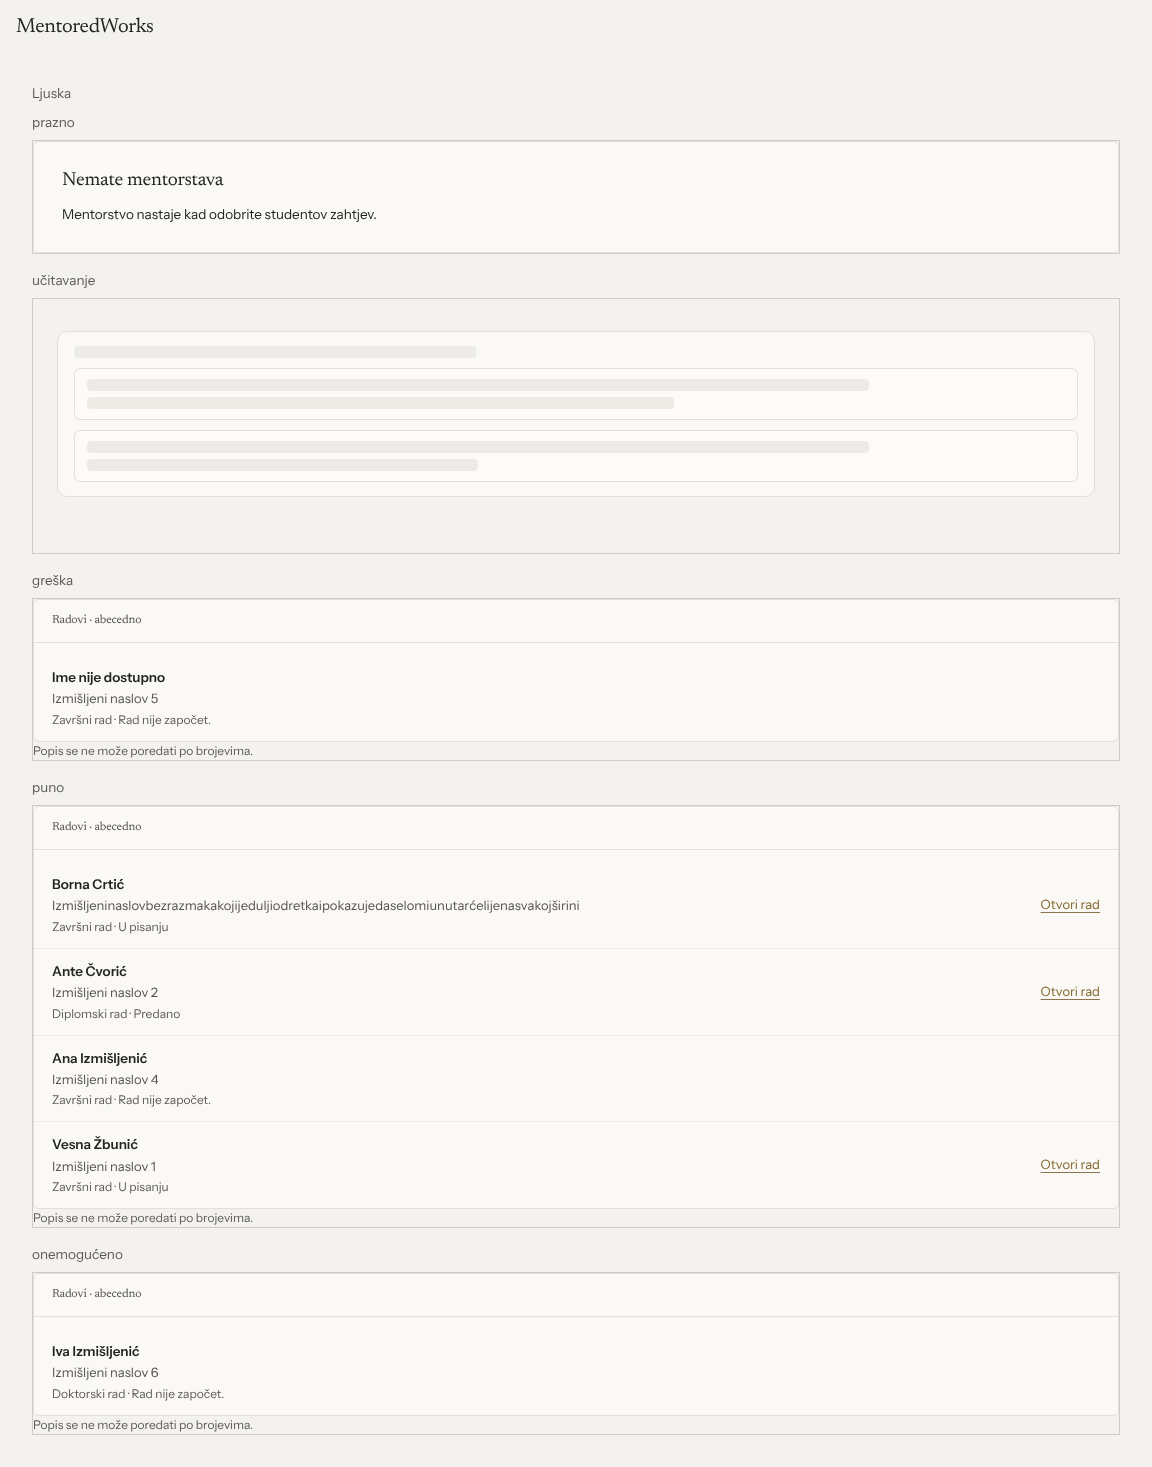 MentoredWorks
Ljuska
prazno
Nemate mentorstava
Mentorstvo nastaje kad odobrite studentov zahtjev.
učitavanje
greška
Radovi · abecedno
Ime nije dostupno
Izmišljeni naslov 5
Završni rad · Rad nije započet.
Popis se ne može poredati po brojevima.
puno
Radovi · abecedno
Borna Crtić
Izmišljeninaslovbezrazmakakojijeduljiodretkaipokazujedaselomiunutarćelijenasvakojširini
Otvori rad
Završni rad · U pisanju
Ante Čvorić
Izmišljeni naslov 2
Otvori rad
Diplomski rad · Predano
Ana Izmišljenić
Izmišljeni naslov 4
Završni rad · Rad nije započet.
Vesna Žbunić
Izmišljeni naslov 1
Otvori rad
Završni rad · U pisanju
Popis se ne može poredati po brojevima.
onemogućeno
Radovi · abecedno
Iva Izmišljenić
Izmišljeni naslov 6
Doktorski rad · Rad nije započet.
Popis se ne može poredati po brojevima.